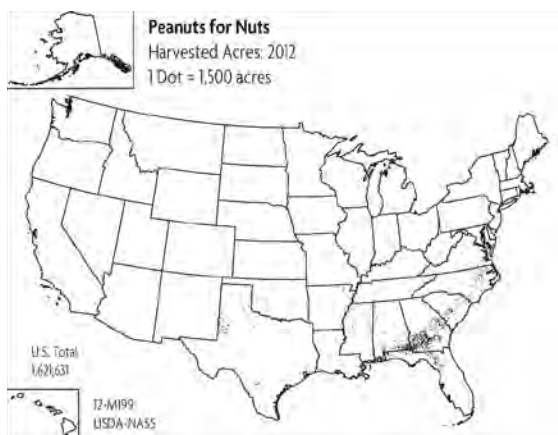 Peanuts for Nuts
Harvested Acres: 2012
1 Dot = 1,500 acres
U.S. Total
1,621,631
12-M199
USDA-NASS